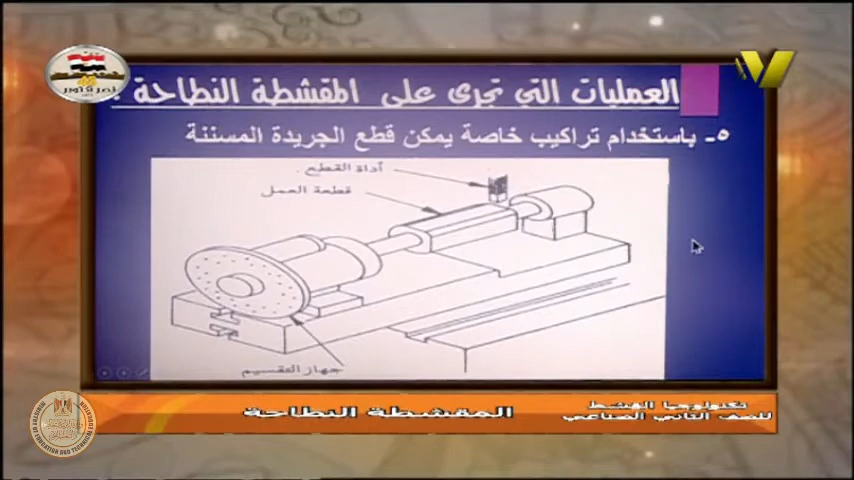 العمليات التي تجرى على المقشطة النطاحة :
٥- باستخدام تراكيب خاصة يمكن قطع الجريدة المسننة
أداة القطع
قطعة العمل
جهاز التقسيم
تكنولوجيا القشط
للصف الثاني الصناعي
المقشطة النطاحة